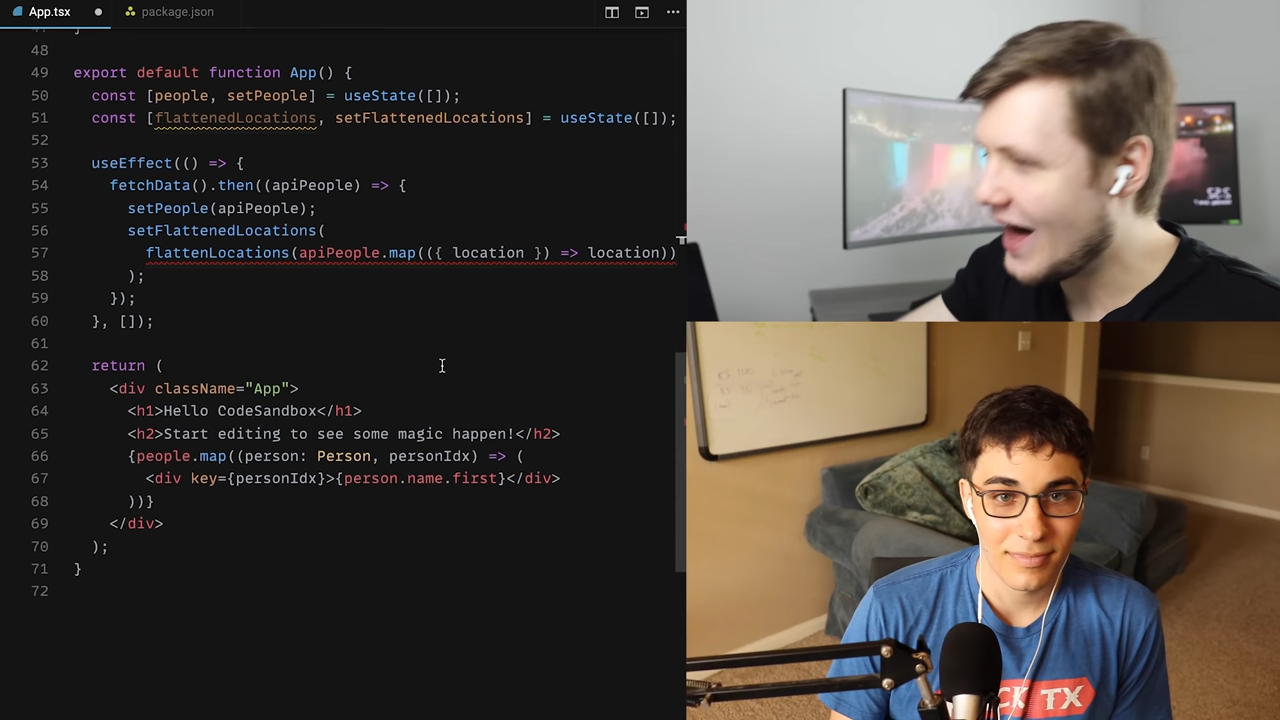 App.tsx package.json
48
49 export default function App() {
50 const [people, setPeople] = useState([]);
51 const [flattenedLocations, setFlattenedLocations] = useState([]);
52
53 useEffect(() => {
54 fetchData().then((apiPeople) => {
55 setPeople(apiPeople);
56 setFlattenedLocations(
57 flattenLocations(apiPeople.map(({ location }) => location))
58 );
59 });
60 }, []);
61
62 return (
63 <div className="App">
64 <h1>Hello CodeSandbox</h1>
65 <h2>Start editing to see some magic happen!</h2>
66 {people.map((person: Person, personIdx) => (
67 <div key={personIdx}>{person.name.first}</div>
68 ))}
69 </div>
70 );
71 }
72
CK TX